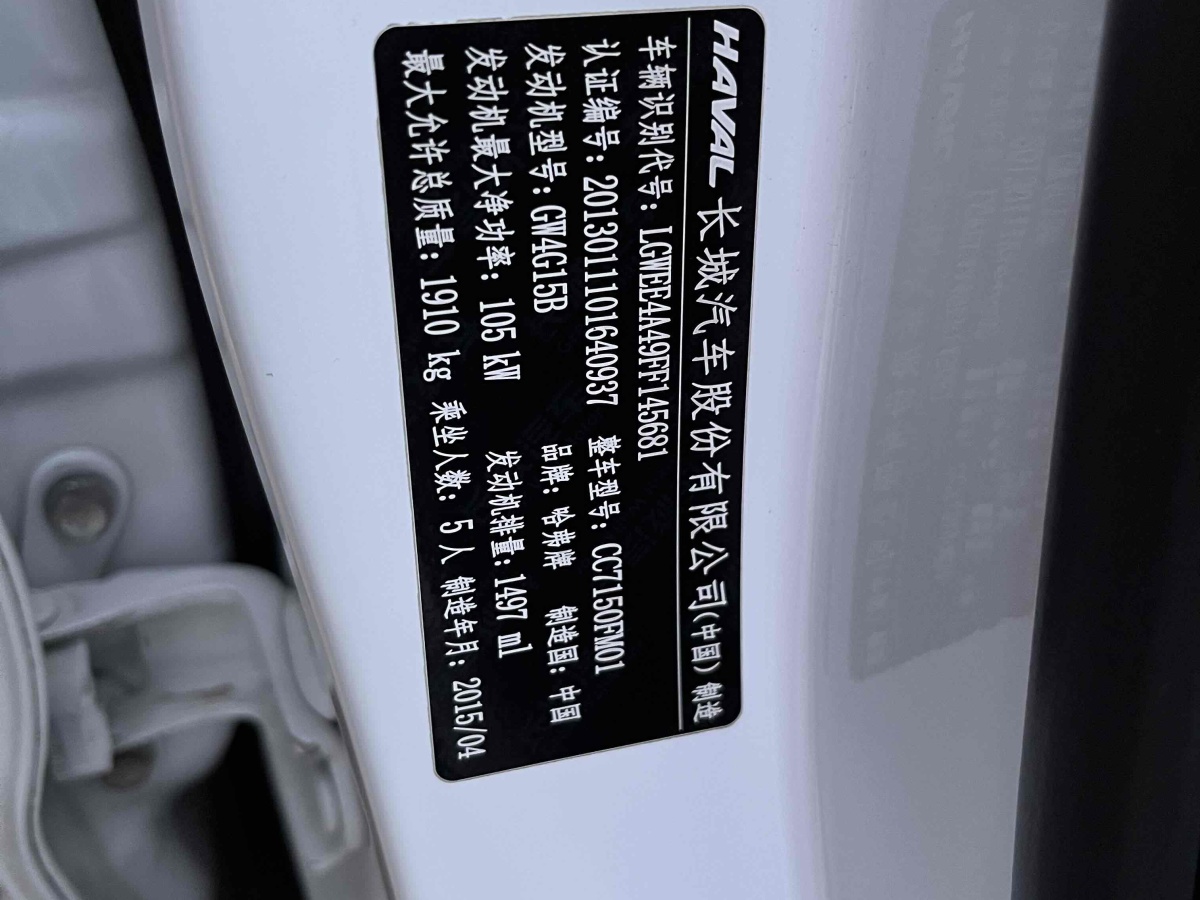 HAVAL 长城汽车股份有限公司(中国)制造
车辆识别代号：LGWEE4A49FF145681
认证编号：2013011101640937 整车型号：CC7150FM01
发动机型号：GW4G15B 品牌：哈弗牌 制造国：中国
发动机最大净功率：105 kW 发动机排量：1497 ml
最大允许总质量：1910 kg 乘坐人数：5人 制造年月：2015/04